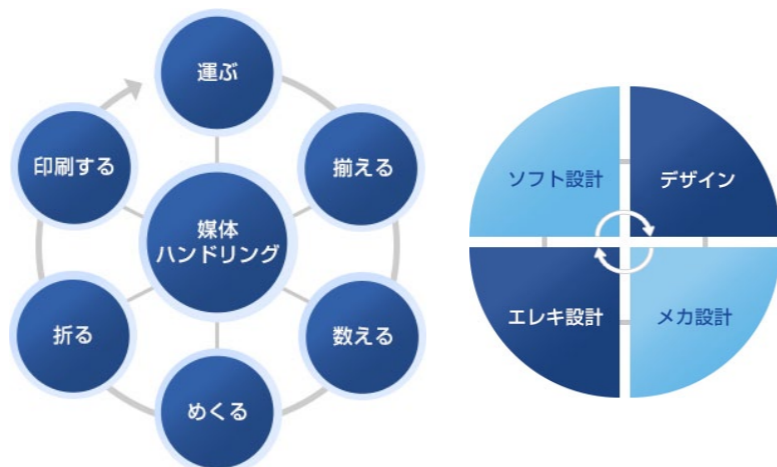 運ぶ
揃える
数える
めくる
折る
印刷する
媒体
ハンドリング
ソフト設計
デザイン
エレキ設計
メカ設計